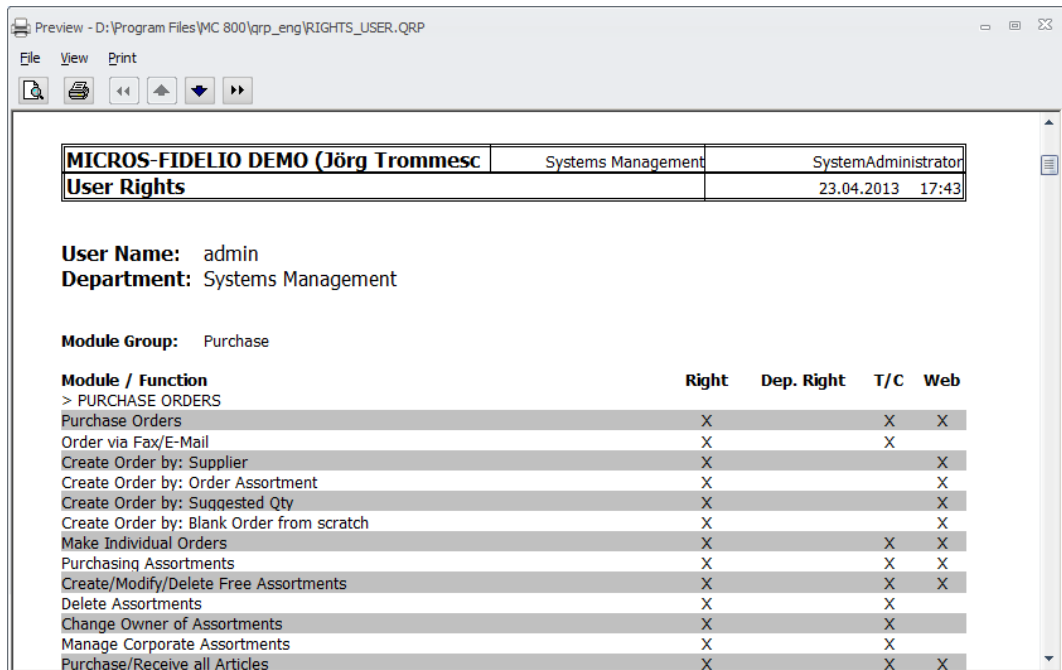 Preview - D:\Program Files\MC 800\qrp_eng\RIGHTS_USER.QRP
File View Print
MICROS-FIDELIO DEMO (Jörg Trommesc Systems Management SystemAdministrator
User Rights 23.04.2013 17:43
User Name: admin
Department: Systems Management
Module Group: Purchase
Module / Function Right Dep. Right T/C Web
> PURCHASE ORDERS
Purchase Orders X X X
Order via Fax/E-Mail X X
Create Order by: Supplier X X
Create Order by: Order Assortment X X
Create Order by: Suggested Qty X X
Create Order by: Blank Order from scratch X X
Make Individual Orders X X X
Purchasing Assortments X X X
Create/Modify/Delete Free Assortments X X X
Delete Assortments X X
Change Owner of Assortments X X
Manage Corporate Assortments X X
Purchase/Receive all Articles X X X